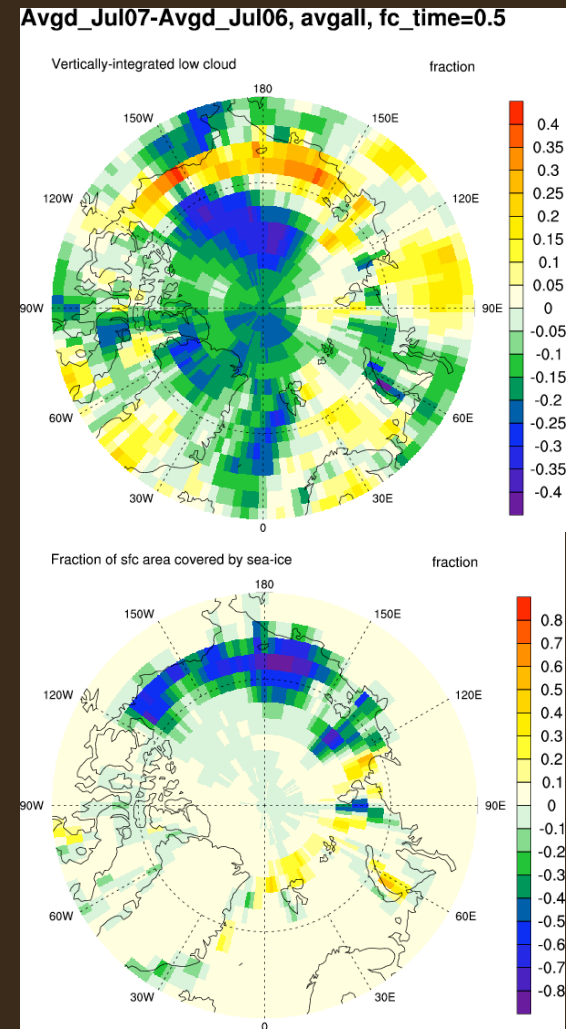 Avgd_Jul07-Avgd_Jul06, avgall, fc_time=0.5
Vertically-integrated low cloud fraction
180
150W 150E
120W 120E
90W 90E
60W 60E
30W 30E
0
0.4
0.35
0.3
0.25
0.2
0.15
0.1
0.05
0
-0.05
-0.1
-0.15
-0.2
-0.25
-0.3
-0.35
-0.4
Fraction of sfc area covered by sea-ice fraction
180
150W 150E
120W 120E
90W 90E
60W 60E
30W 30E
0
0.8
0.7
0.6
0.5
0.4
0.3
0.2
0.1
0
-0.1
-0.2
-0.3
-0.4
-0.5
-0.6
-0.7
-0.8